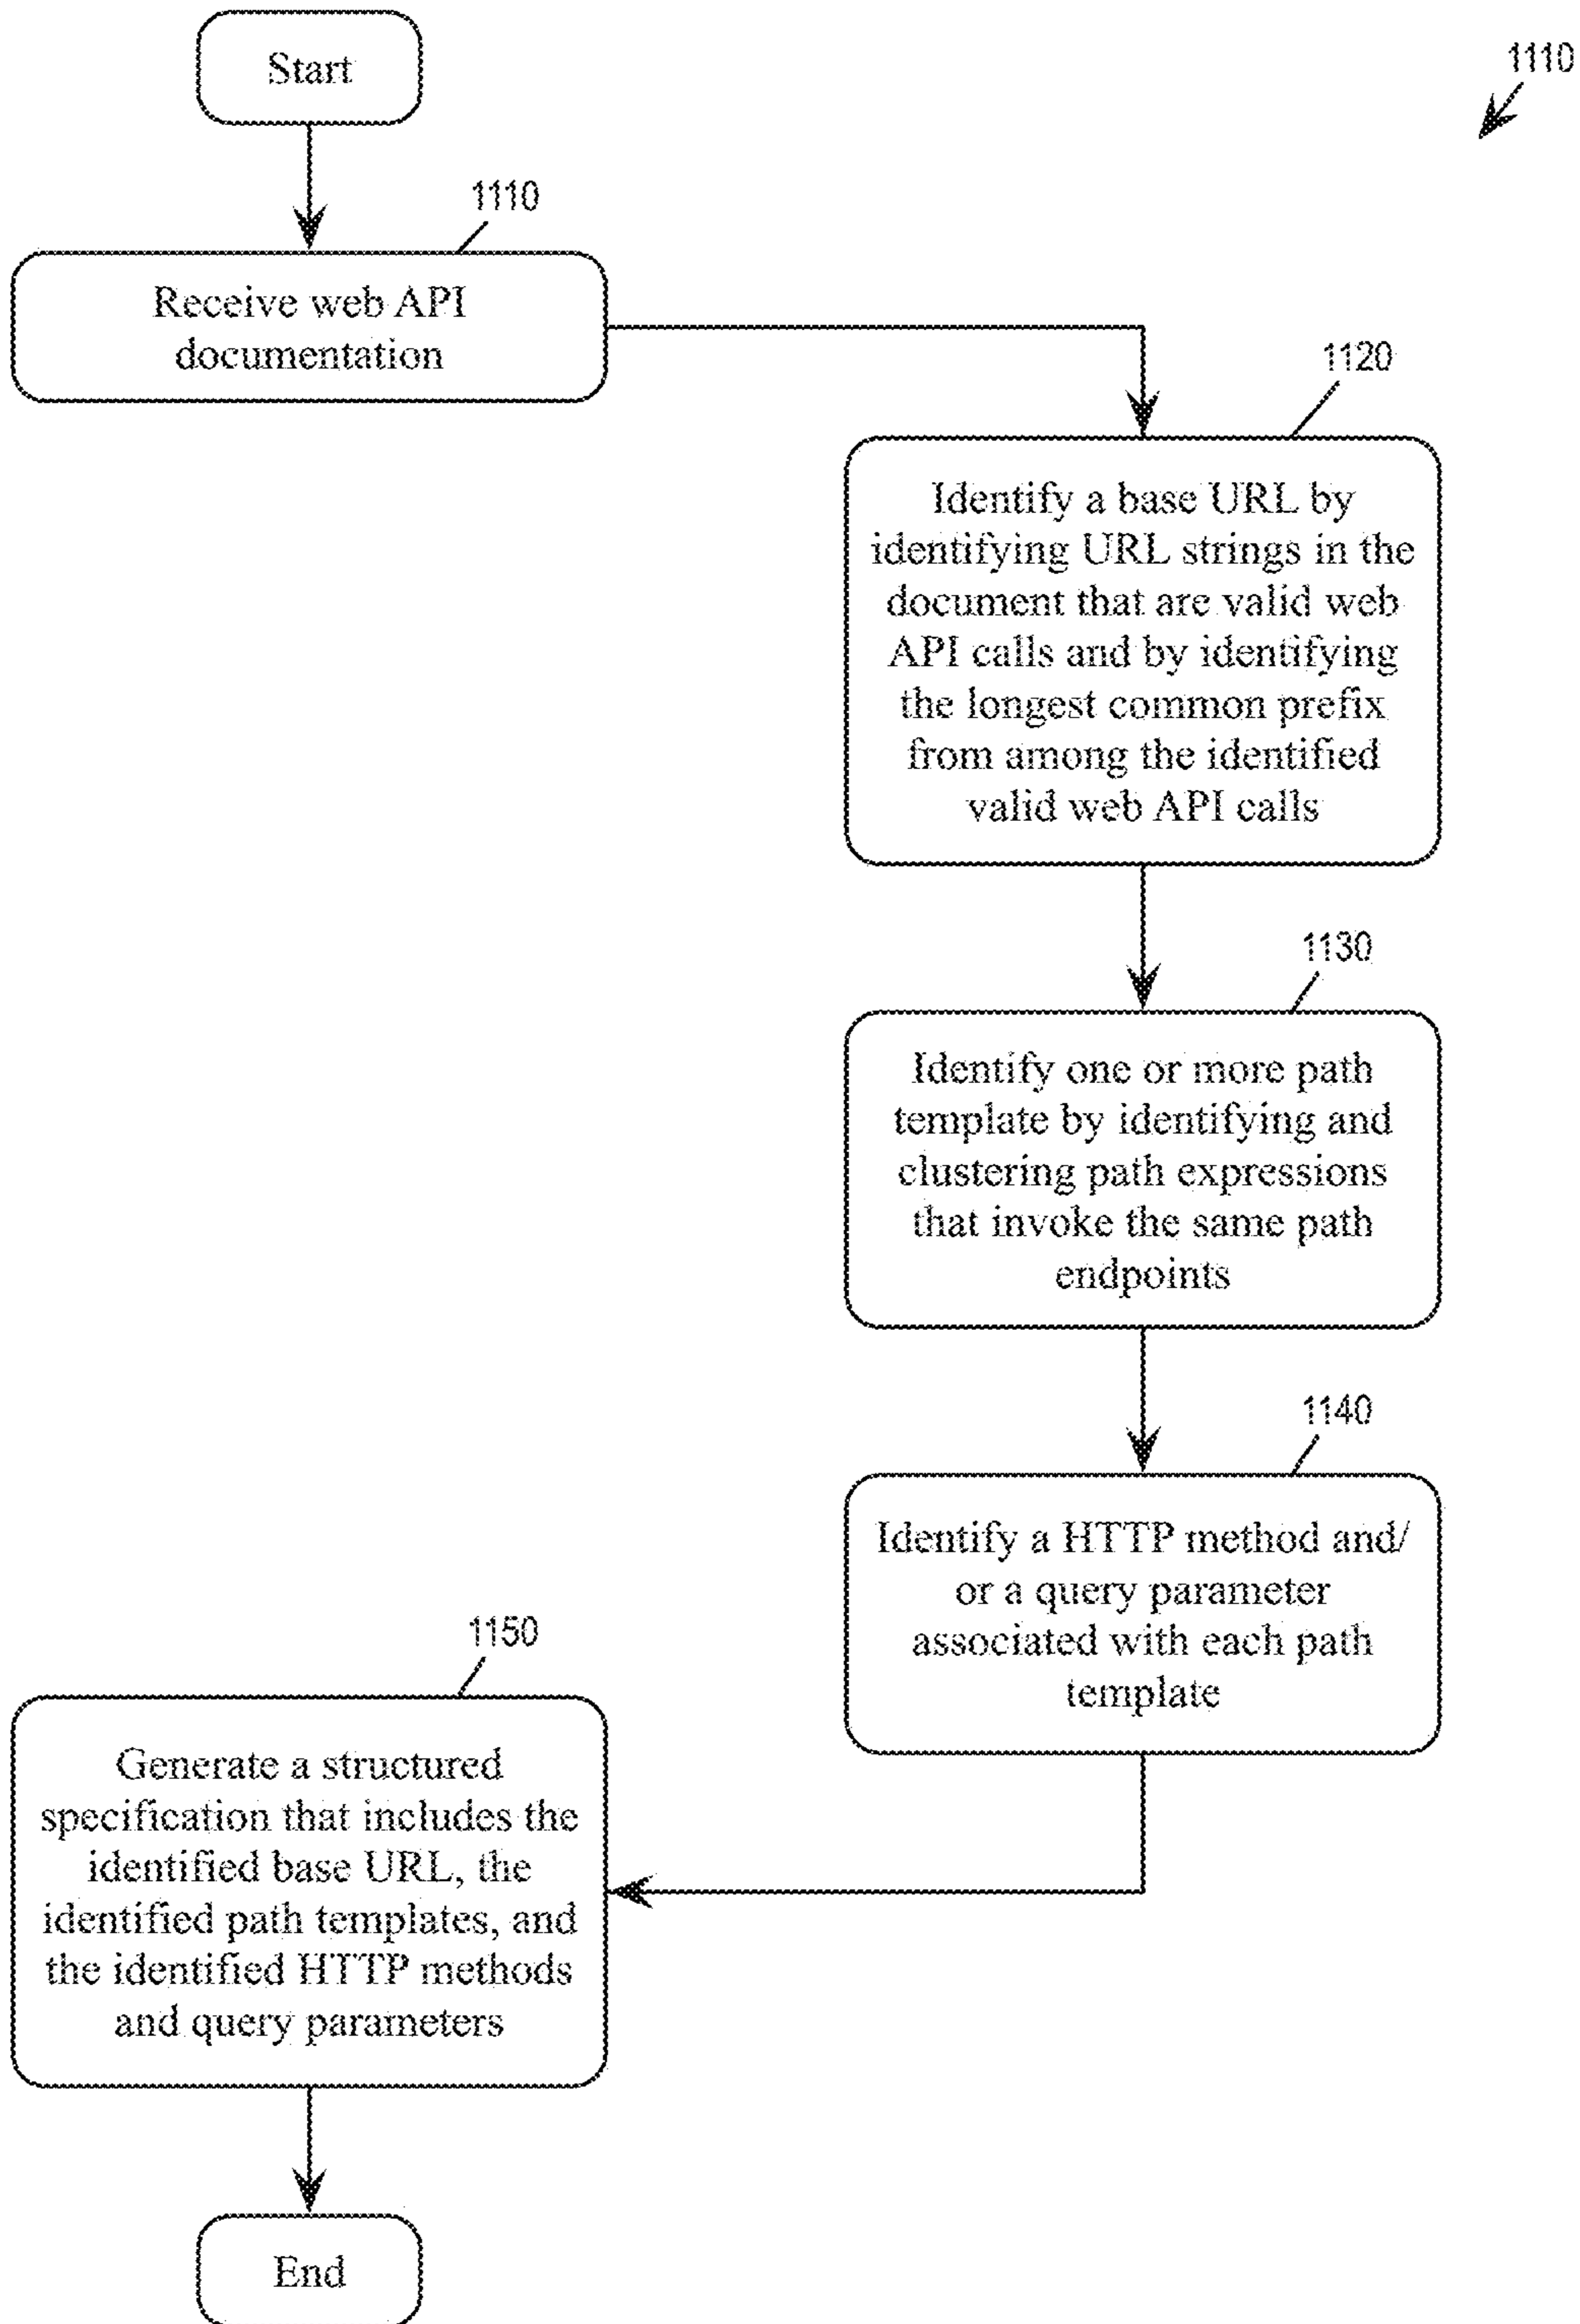 Start
1110
1110
Receive web API
documentation
1120
Identify a base URL by
identifying URL strings in the
document that are valid web
API calls and by identifying
the longest common prefix
from among the identified
valid web API calls
1130
Identify one or more path
template by identifying and
clustering path expressions
that invoke the same path
endpoints
1140
Identify a HTTP method and/
or a query parameter
associated with each path
template
1150
Generate a structured
specification that includes the
identified base URL, the
identified path templates, and
the identified HTTP methods
and query parameters
End